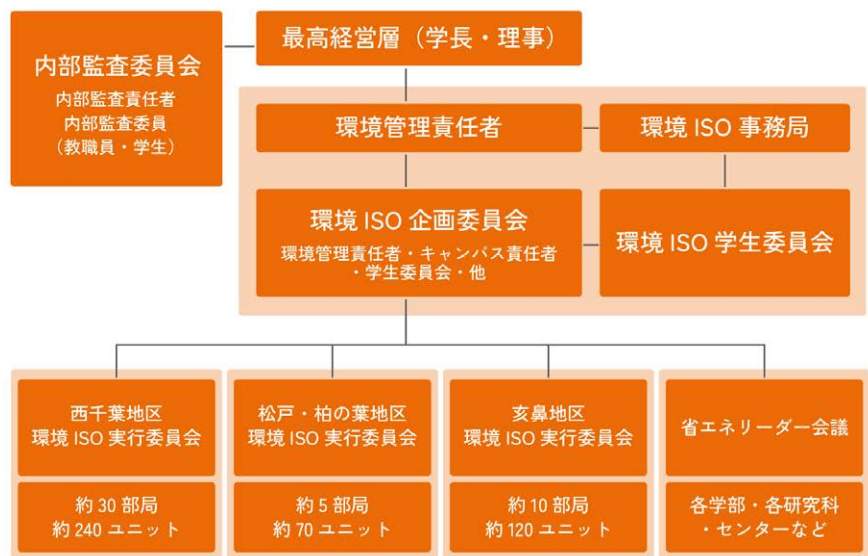 内部監査委員会
内部監査責任者
内部監査委員
（教職員・学生）
最高経営層（学長・理事）
環境管理責任者
環境 ISO 事務局
環境 ISO 企画委員会
環境管理責任者・キャンパス責任者
・学生委員会・他
環境 ISO 学生委員会
西千葉地区
環境 ISO 実行委員会
約 30 部局
約 240 ユニット
松戸・柏の葉地区
環境 ISO 実行委員会
約 5 部局
約 70 ユニット
亥鼻地区
環境 ISO 実行委員会
約 10 部局
約 120 ユニット
省エネリーダー会議
各学部・各研究科
・センターなど